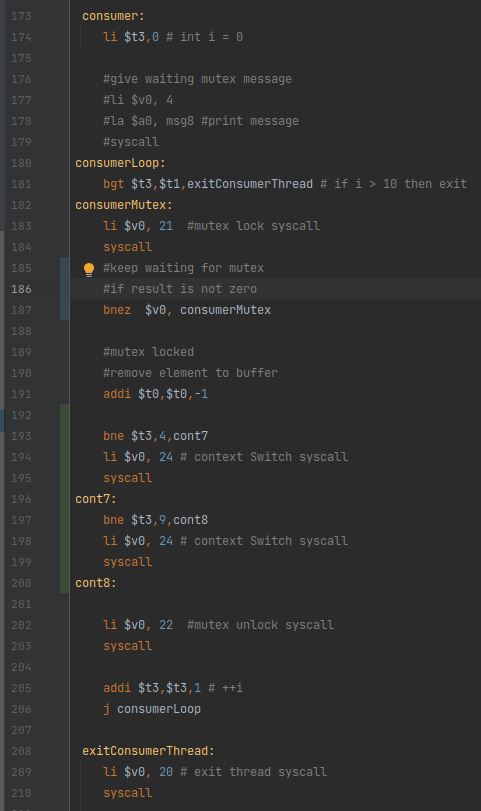 173 consumer:
174 li $t3,0 # int i = 0
175
176 #give waiting mutex message
177 #li $v0, 4
178 #la $a0, msg8 #print message
179 #syscall
180 consumerLoop:
181 bgt $t3,$t1,exitConsumerThread # if i > 10 then exit
182 consumerMutex:
183 li $v0, 21  #mutex lock syscall
184 syscall
185 #keep waiting for mutex
186 #if result is not zero
187 bnez  $v0, consumerMutex
188
189 #mutex locked
190 #remove element to buffer
191 addi $t0,$t0,-1
192
193 bne $t3,4,cont7
194 li $v0, 24 # context Switch syscall
195 syscall
196 cont7:
197 bne $t3,9,cont8
198 li $v0, 24 # context Switch syscall
199 syscall
200 cont8:
201
202 li $v0, 22  #mutex unlock syscall
203 syscall
204
205 addi $t3,$t3,1 # ++i
206 j consumerLoop
207
208 exitConsumerThread:
209 li $v0, 20 # exit thread syscall
210 syscall